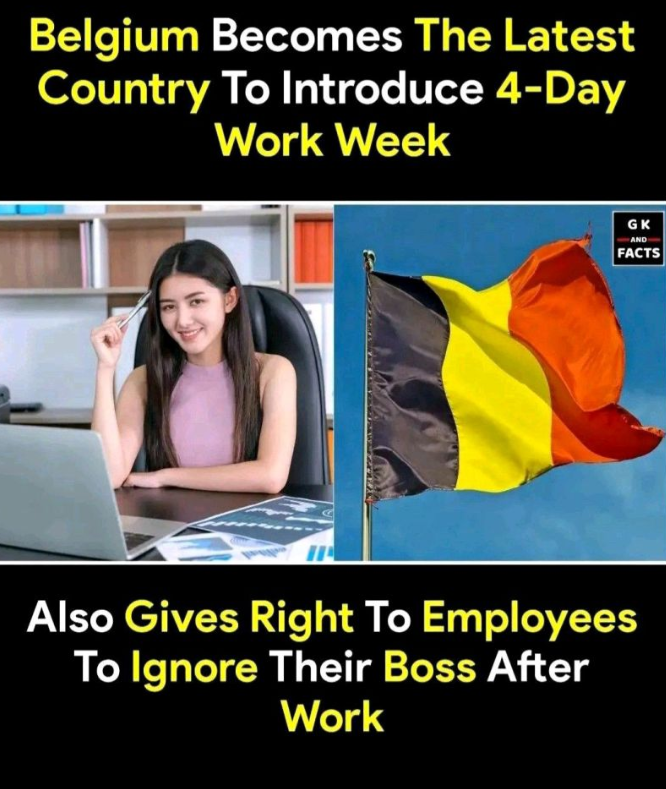 Belgium Becomes The Latest
Country To Introduce 4-Day
Work Week
GK
AND
FACTS
Also Gives Right To Employees
To Ignore Their Boss After
Work